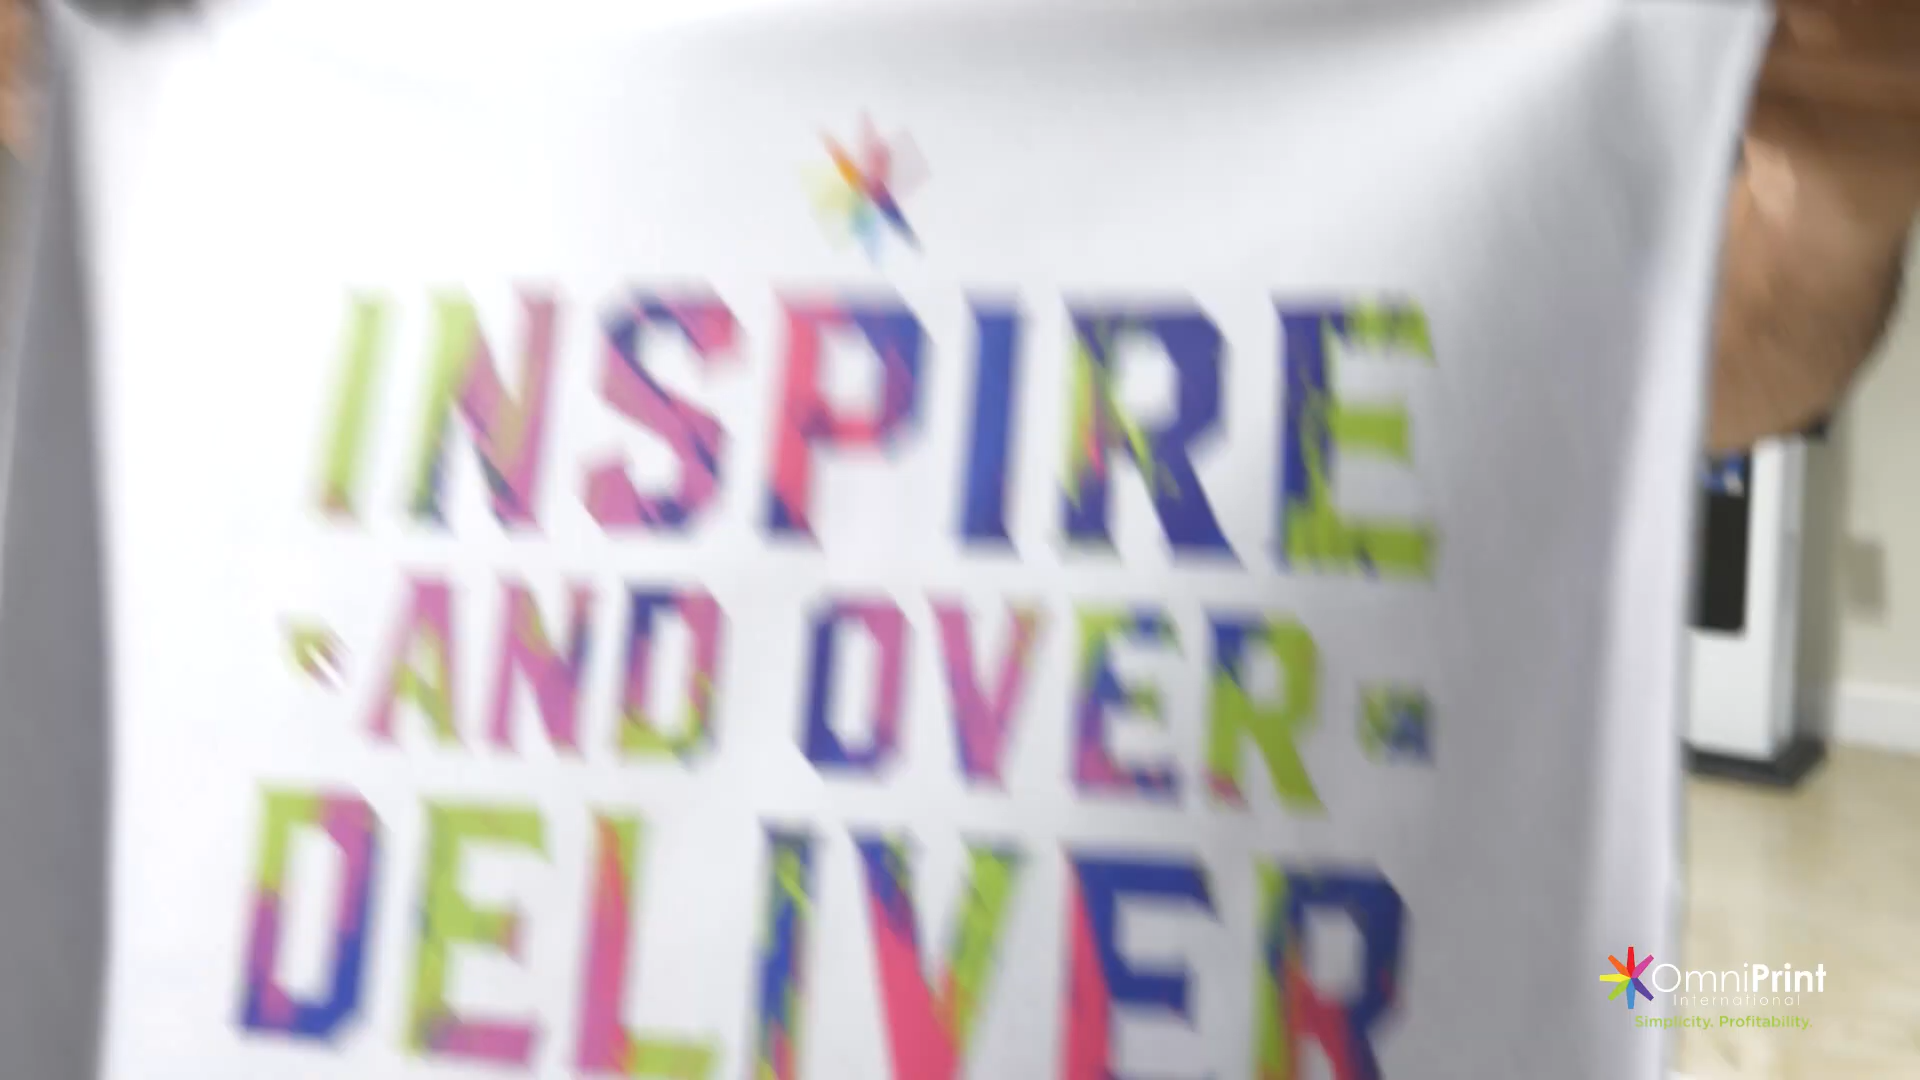 INSPIRE
AND OVER
DELIVER
OmniPrint
International
Simplicity. Profitability.